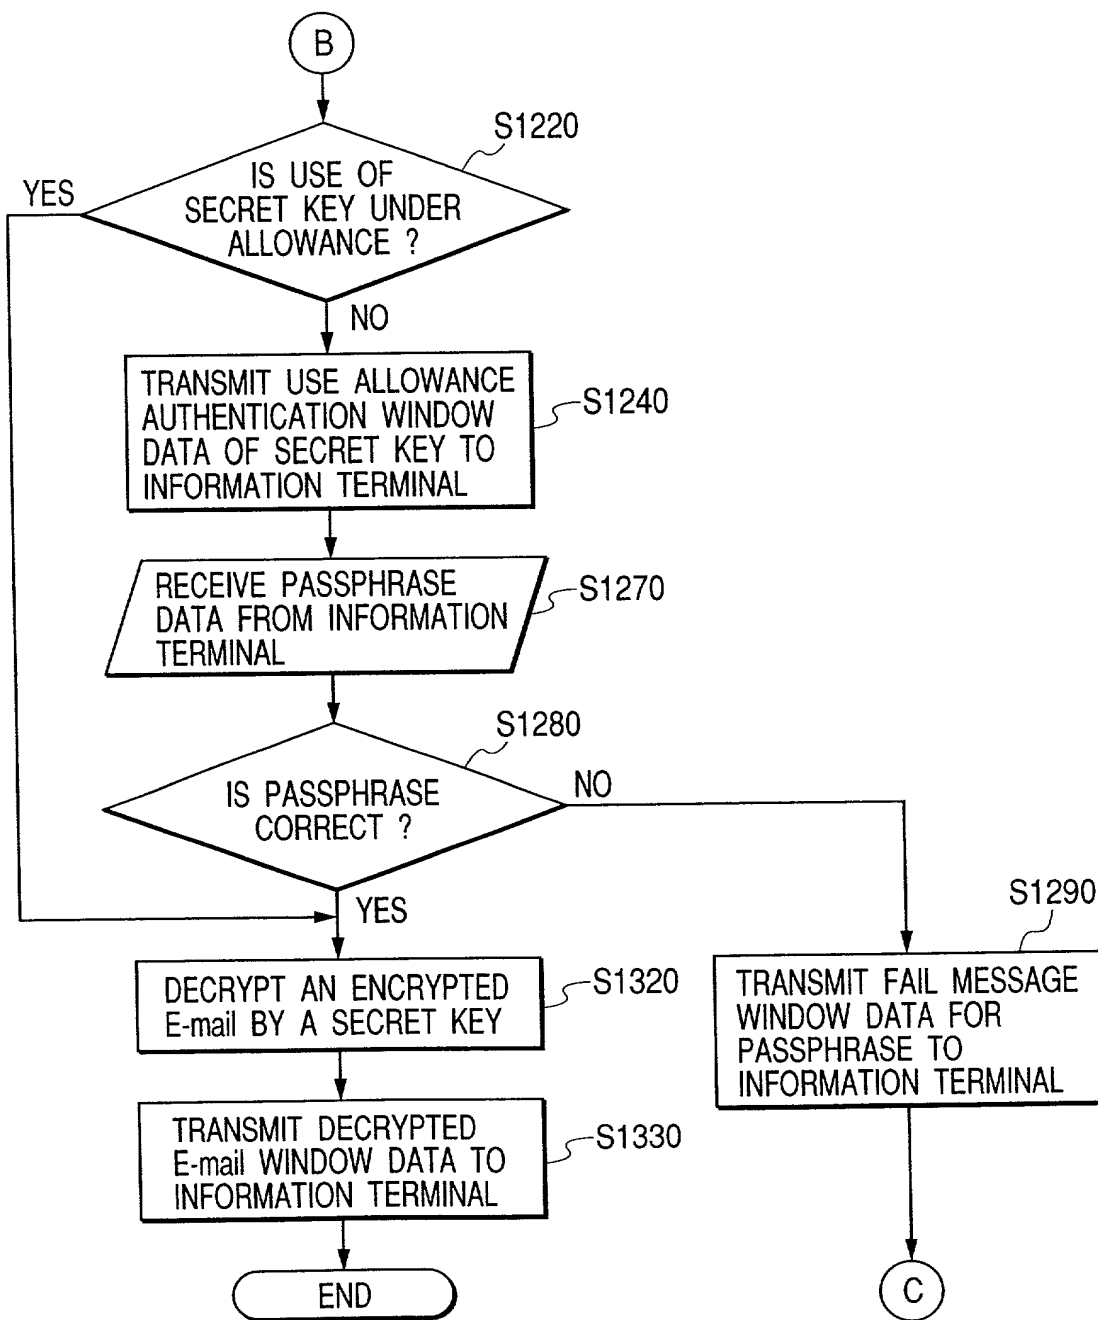 B
S1220
IS USE OF
SECRET KEY UNDER
ALLOWANCE ?
YES
NO
TRANSMIT USE ALLOWANCE
AUTHENTICATION WINDOW
DATA OF SECRET KEY TO
INFORMATION TERMINAL
S1240
RECEIVE PASSPHRASE
DATA FROM INFORMATION
TERMINAL
S1270
S1280
IS PASSPHRASE
CORRECT ?
NO
YES
DECRYPT AN ENCRYPTED
E-mail BY A SECRET KEY
S1320
S1290
TRANSMIT FAIL MESSAGE
WINDOW DATA FOR
PASSPHRASE TO
INFORMATION TERMINAL
TRANSMIT DECRYPTED
E-mail WINDOW DATA TO
INFORMATION TERMINAL
S1330
END
C